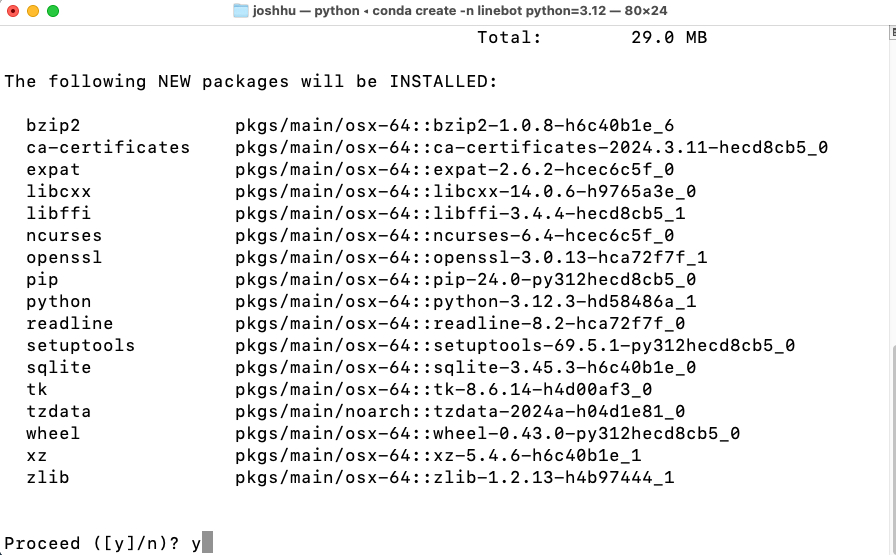 joshhu — python ◂ conda create -n linebot python=3.12 — 80×24
Total: 29.0 MB
The following NEW packages will be INSTALLED:
bzip2 pkgs/main/osx-64::bzip2-1.0.8-h6c40b1e_6
ca-certificates pkgs/main/osx-64::ca-certificates-2024.3.11-hecd8cb5_0
expat pkgs/main/osx-64::expat-2.6.2-hcec6c5f_0
libcxx pkgs/main/osx-64::libcxx-14.0.6-h9765a3e_0
libffi pkgs/main/osx-64::libffi-3.4.4-hecd8cb5_1
ncurses pkgs/main/osx-64::ncurses-6.4-hcec6c5f_0
openssl pkgs/main/osx-64::openssl-3.0.13-hca72f7f_1
pip pkgs/main/osx-64::pip-24.0-py312hecd8cb5_0
python pkgs/main/osx-64::python-3.12.3-hd58486a_1
readline pkgs/main/osx-64::readline-8.2-hca72f7f_0
setuptools pkgs/main/osx-64::setuptools-69.5.1-py312hecd8cb5_0
sqlite pkgs/main/osx-64::sqlite-3.45.3-h6c40b1e_0
tk pkgs/main/osx-64::tk-8.6.14-h4d00af3_0
tzdata pkgs/main/noarch::tzdata-2024a-h04d1e81_0
wheel pkgs/main/osx-64::wheel-0.43.0-py312hecd8cb5_0
xz pkgs/main/osx-64::xz-5.4.6-h6c40b1e_1
zlib pkgs/main/osx-64::zlib-1.2.13-h4b97444_1
Proceed ([y]/n)? y